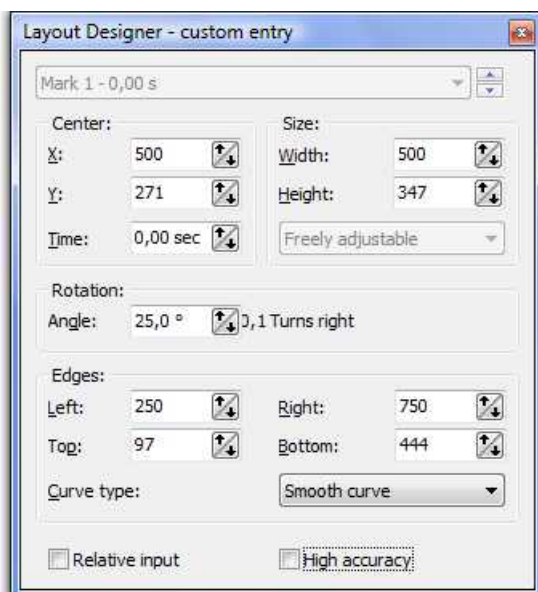 Layout Designer - custom entry
Mark 1 - 0,00 s
Center:
X: 500
Y: 271
Time: 0,00 sec
Size:
Width: 500
Height: 347
Freely adjustable
Rotation:
Angle: 25,0 ° 0,1 Turns right
Edges:
Left: 250 Right: 750
Top: 97 Bottom: 444
Curve type: Smooth curve
Relative input High accuracy